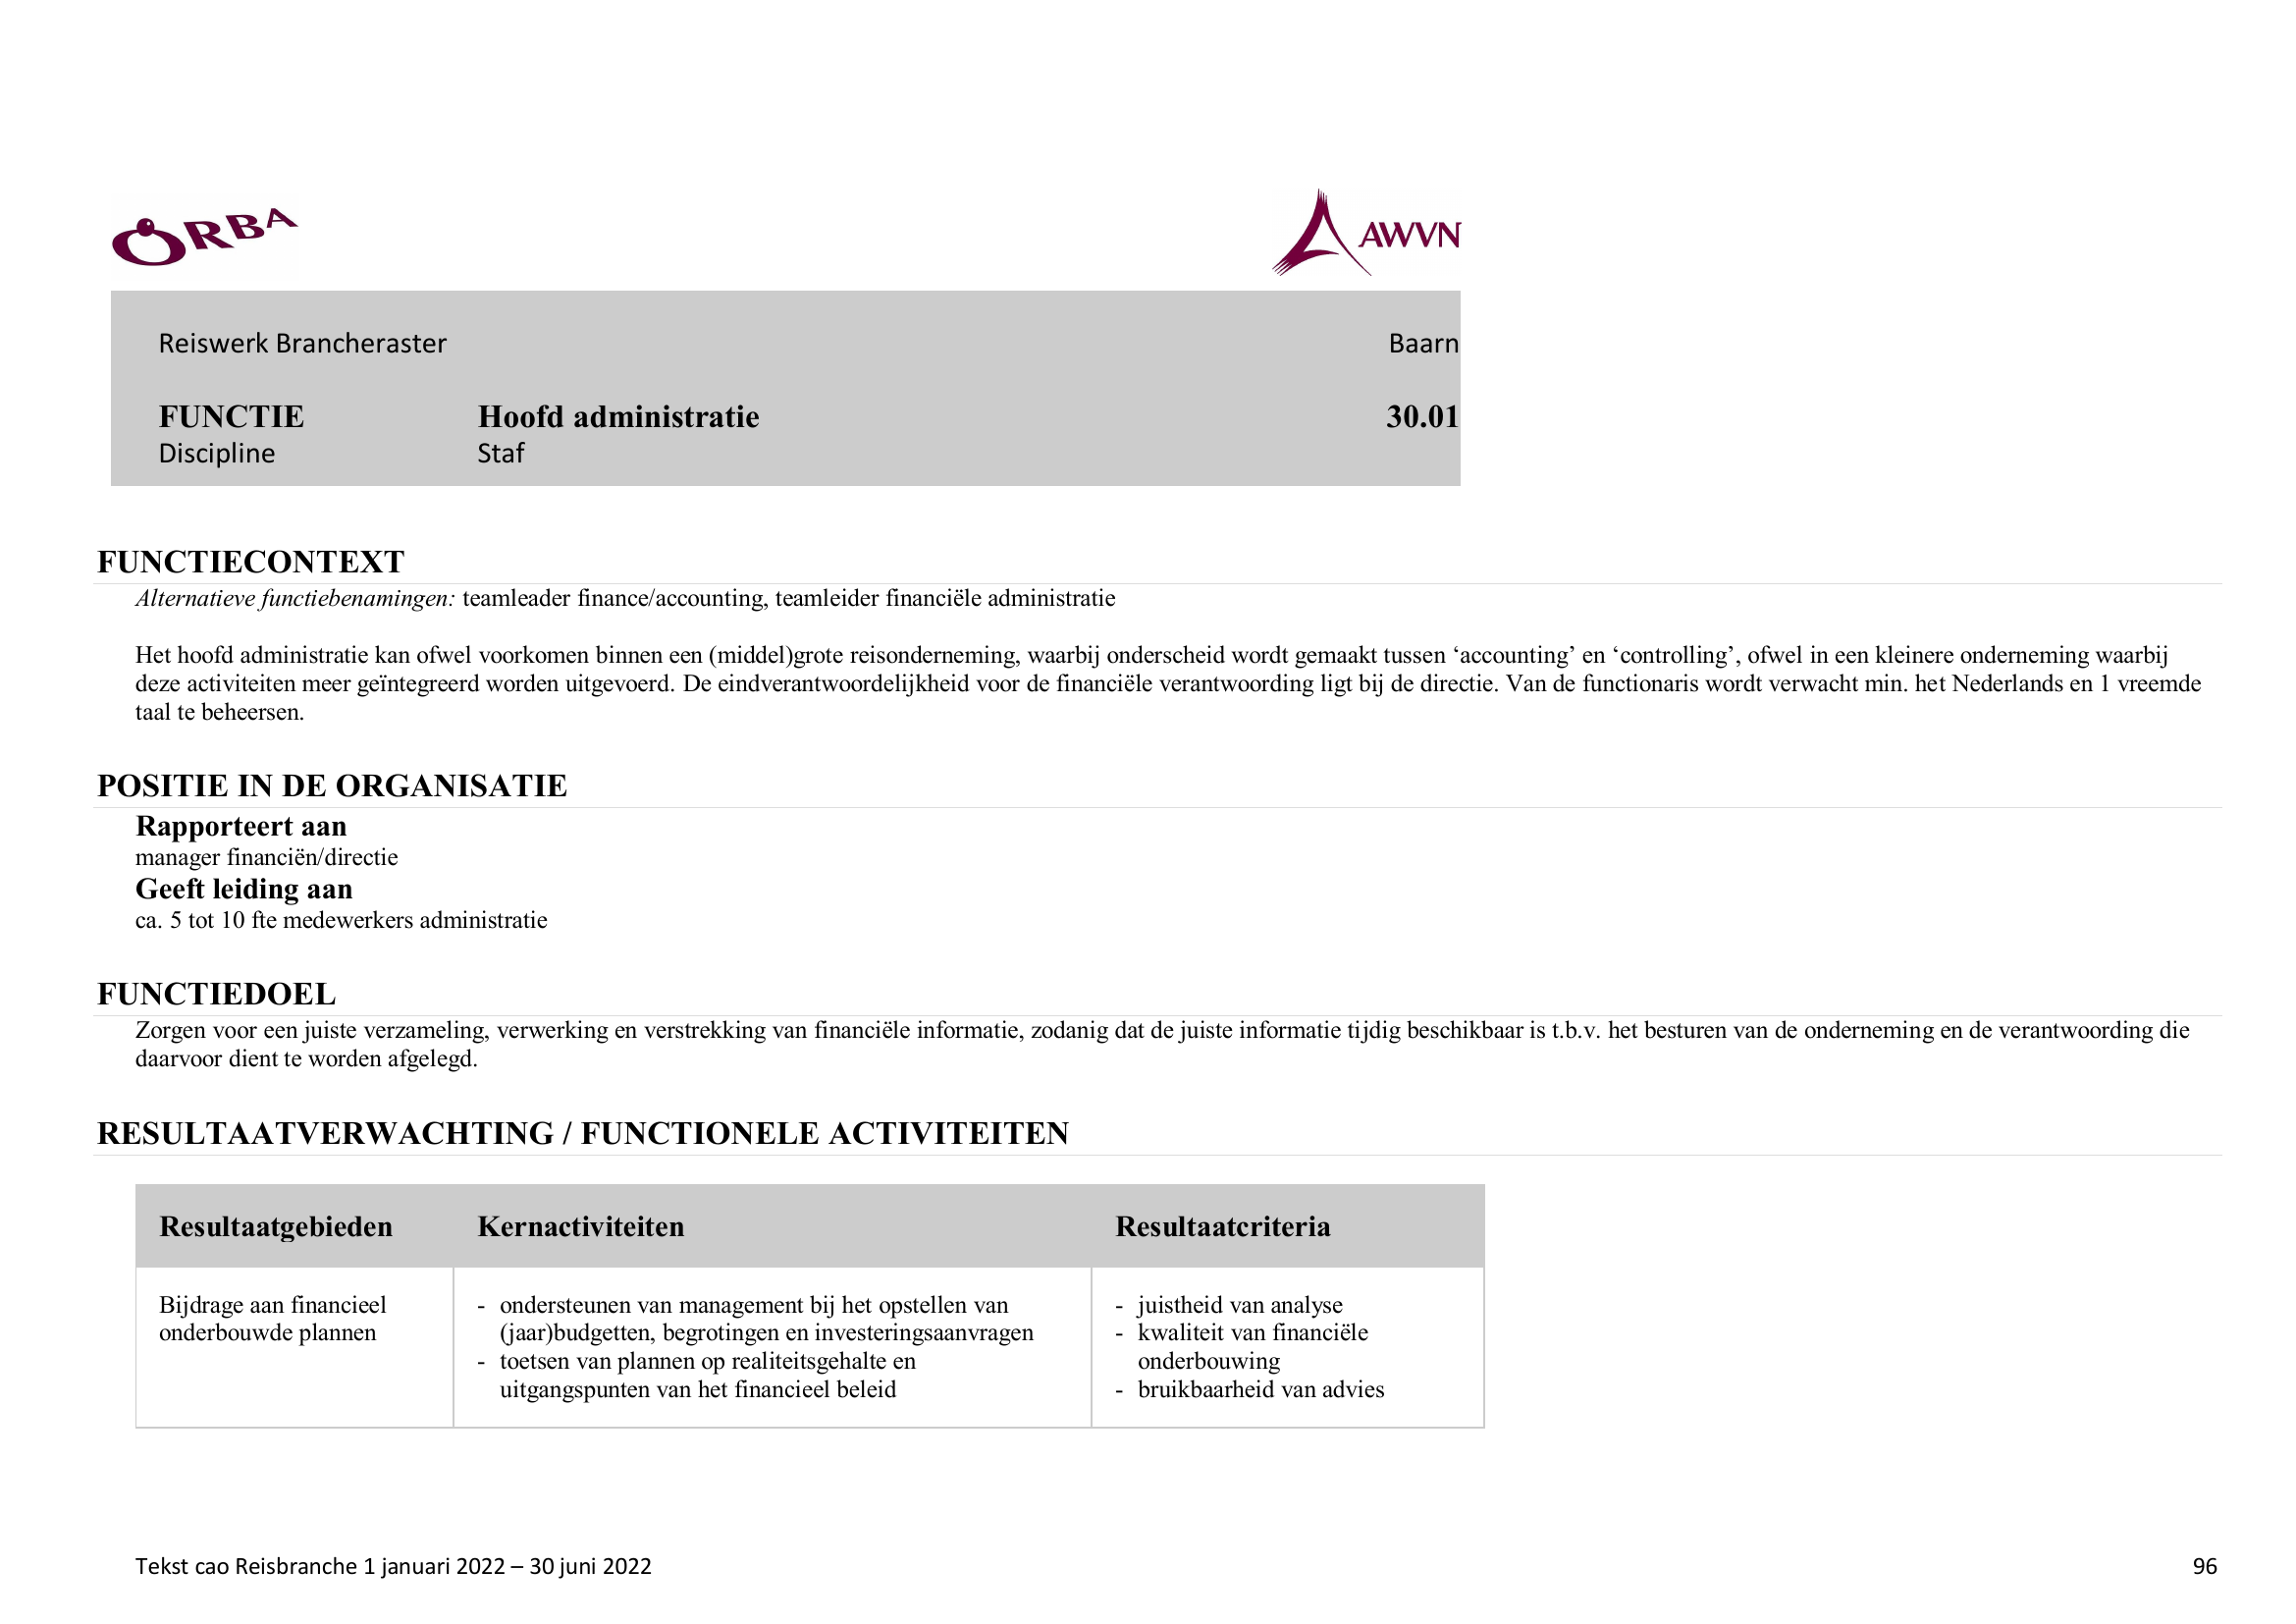 ORBA
AWVN
Reiswerk Brancheraster Baarn
FUNCTIE Hoofd administratie 30.01
Discipline Staf
FUNCTIECONTEXT
Alternatieve functiebenamingen: teamleader finance/accounting, teamleider financiële administratie
Het hoofd administratie kan ofwel voorkomen binnen een (middel)grote reisonderneming, waarbij onderscheid wordt gemaakt tussen ‘accounting’ en ‘controlling’, ofwel in een kleinere onderneming waarbij
deze activiteiten meer geïntegreerd worden uitgevoerd. De eindverantwoordelijkheid voor de financiële verantwoording ligt bij de directie. Van de functionaris wordt verwacht min. het Nederlands en 1 vreemde
taal te beheersen.
POSITIE IN DE ORGANISATIE
Rapporteert aan
manager financiën/directie
Geeft leiding aan
ca. 5 tot 10 fte medewerkers administratie
FUNCTIEDOEL
Zorgen voor een juiste verzameling, verwerking en verstrekking van financiële informatie, zodanig dat de juiste informatie tijdig beschikbaar is t.b.v. het besturen van de onderneming en de verantwoording die
daarvoor dient te worden afgelegd.
RESULTAATVERWACHTING / FUNCTIONELE ACTIVITEITEN
Resultaatgebieden Kernactiviteiten Resultaatcriteria
Bijdrage aan financieel
onderbouwde plannen
- ondersteunen van management bij het opstellen van
(jaar)budgetten, begrotingen en investeringsaanvragen
- toetsen van plannen op realiteitsgehalte en
uitgangspunten van het financieel beleid
- juistheid van analyse
- kwaliteit van financiële
onderbouwing
- bruikbaarheid van advies
Tekst cao Reisbranche 1 januari 2022 – 30 juni 2022 96